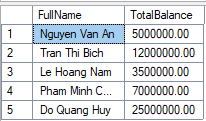 FullName TotalBalance
1 Nguyen Van An 5000000.00
2 Tran Thi Bich 12000000.00
3 Le Hoang Nam 3500000.00
4 Pham Minh C... 7000000.00
5 Do Quang Huy 25000000.00